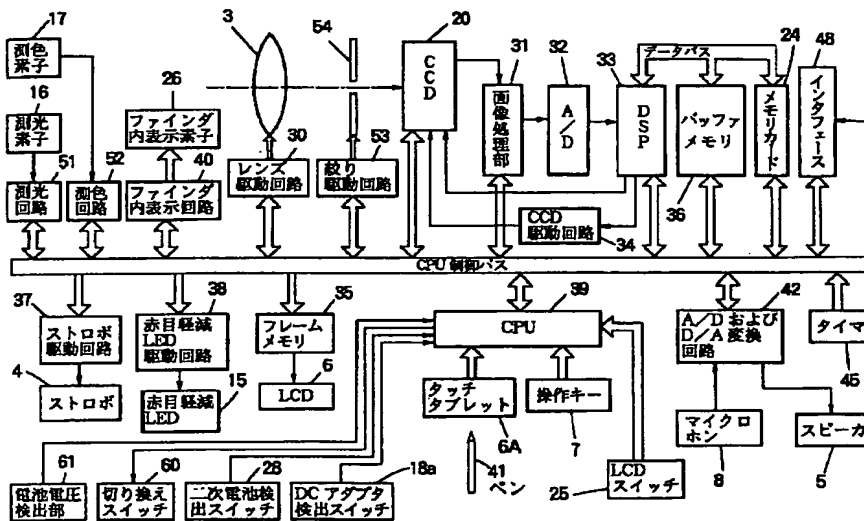 17
測色
素子
16
測光
素子
51
測光
回路
52
測色
回路
26
ファインダ
内表示素子
40
ファインダ
内表示回路
3
30
レンズ
駆動回路
54
53
絞り
駆動回路
20
CCD
31
画像処理部
32
A/D
33
DSP
データバス
バッファ
メモリ
36
24
メモリカード
48
インタフェース
CCD
駆動回路
34
CPU 制御バス
37
ストロボ
駆動回路
4
ストロボ
38
赤目軽減
LED
駆動回路
15
赤目軽減
LED
35
フレーム
メモリ
6
LCD
39
CPU
タッチ
タブレット
6A
操作キー
7
41
ペン
42
A/Dおよび
D/A変換
回路
タイマ
45
マイクロ
ホン
8
スピーカ
5
61
電池電圧
検出部
60
切り換え
スイッチ
28
二次電池検
出スイッチ
18a
DCアダプタ
検出スイッチ
25
LCD
スイッチ